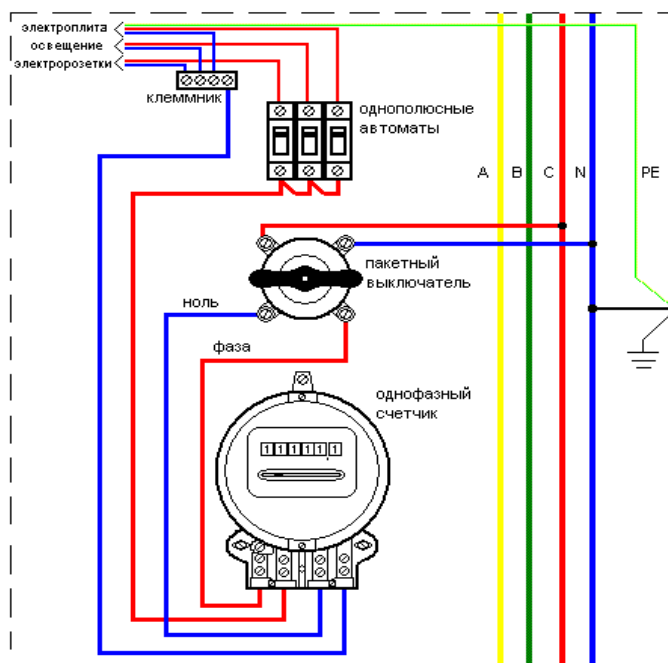 электроплита
освещение
электророзетки
клеммник
однополюсные
автоматы
A B C N PE
пакетный
выключатель
ноль
фаза
однофазный
счетчик
111111